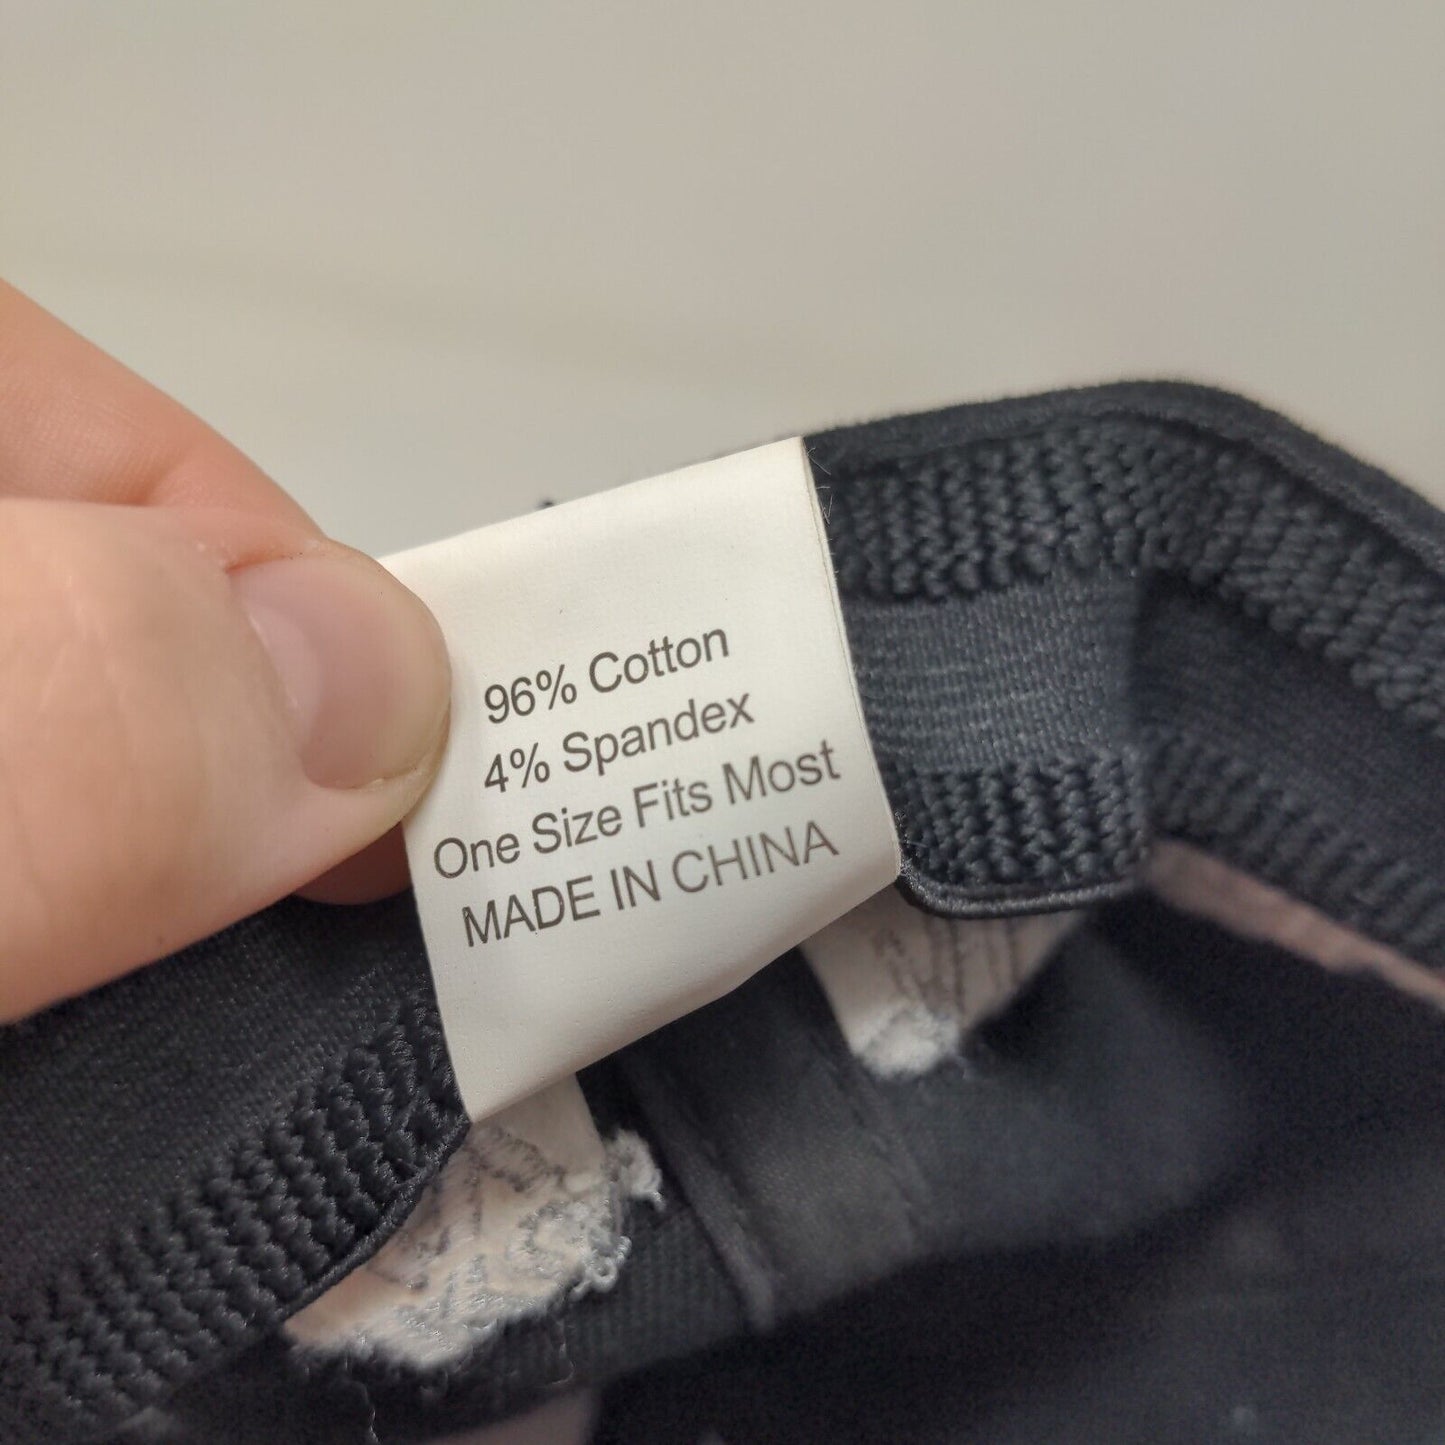 96% Cotton
4% Spandex
One Size Fits Most
MADE IN CHINA